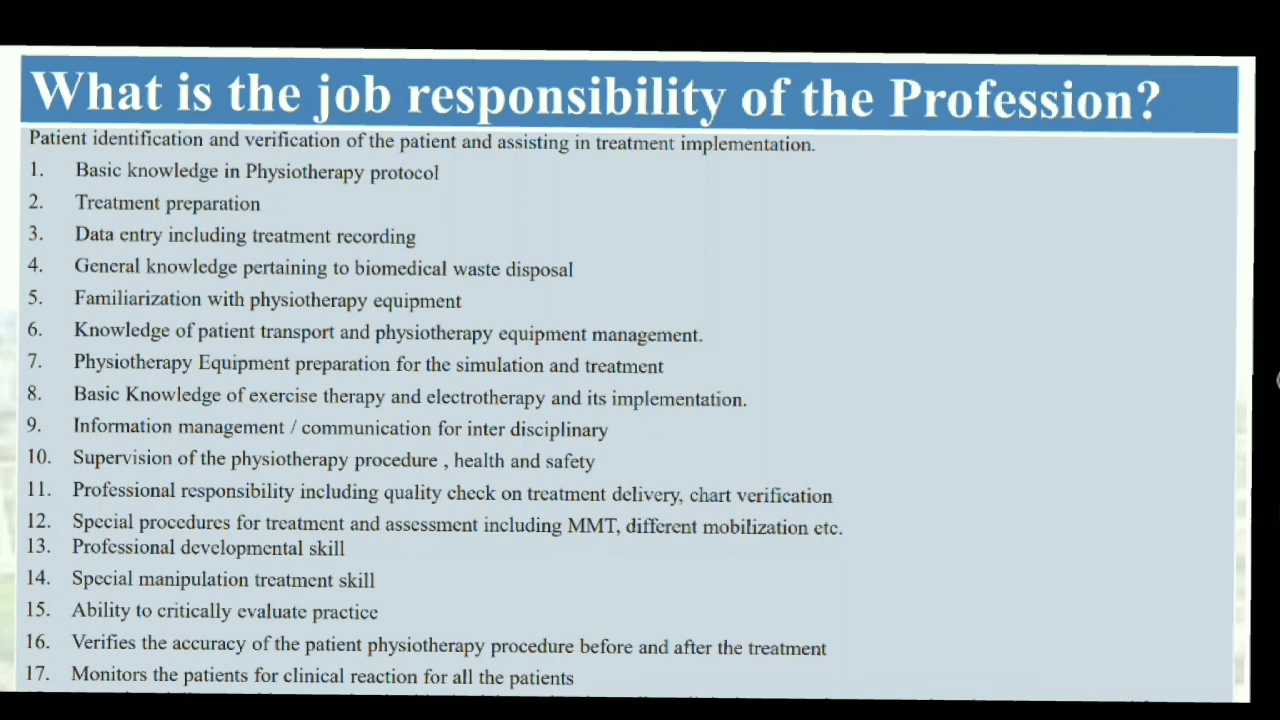 What is the job responsibility of the Profession?
Patient identification and verification of the patient and assisting in treatment implementation.
1. Basic knowledge in Physiotherapy protocol
2. Treatment preparation
3. Data entry including treatment recording
4. General knowledge pertaining to biomedical waste disposal
5. Familiarization with physiotherapy equipment
6. Knowledge of patient transport and physiotherapy equipment management.
7. Physiotherapy Equipment preparation for the simulation and treatment
8. Basic Knowledge of exercise therapy and electrotherapy and its implementation.
9. Information management / communication for inter disciplinary
10. Supervision of the physiotherapy procedure , health and safety
11. Professional responsibility including quality check on treatment delivery, chart verification
12. Special procedures for treatment and assessment including MMT, different mobilization etc.
13. Professional developmental skill
14. Special manipulation treatment skill
15. Ability to critically evaluate practice
16. Verifies the accuracy of the patient physiotherapy procedure before and after the treatment
17. Monitors the patients for clinical reaction for all the patients